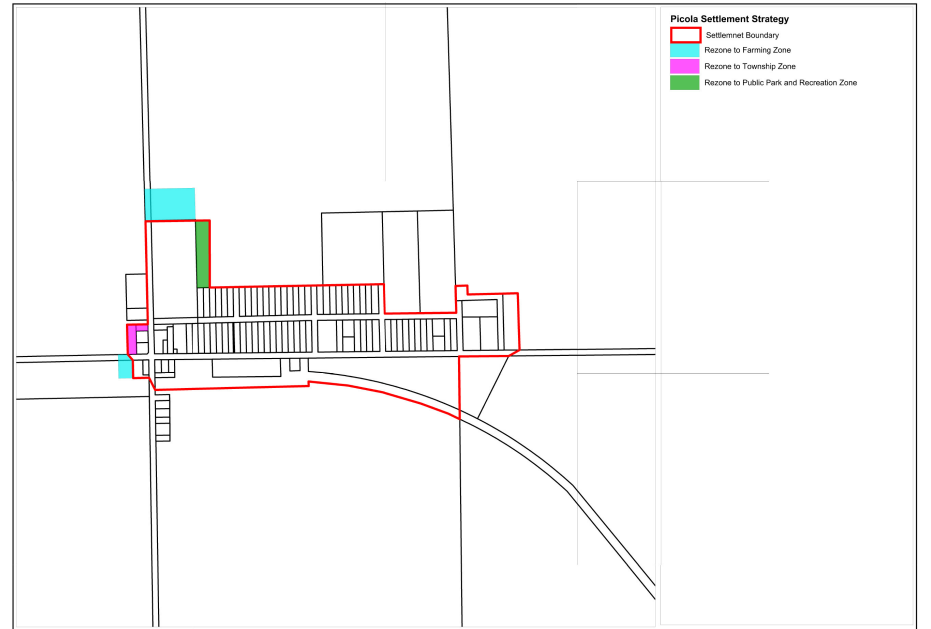 Picola Settlement Strategy
Settlemnet Boundary
Rezone to Farming Zone
Rezone to Township Zone
Rezone to Public Park and Recreation Zone